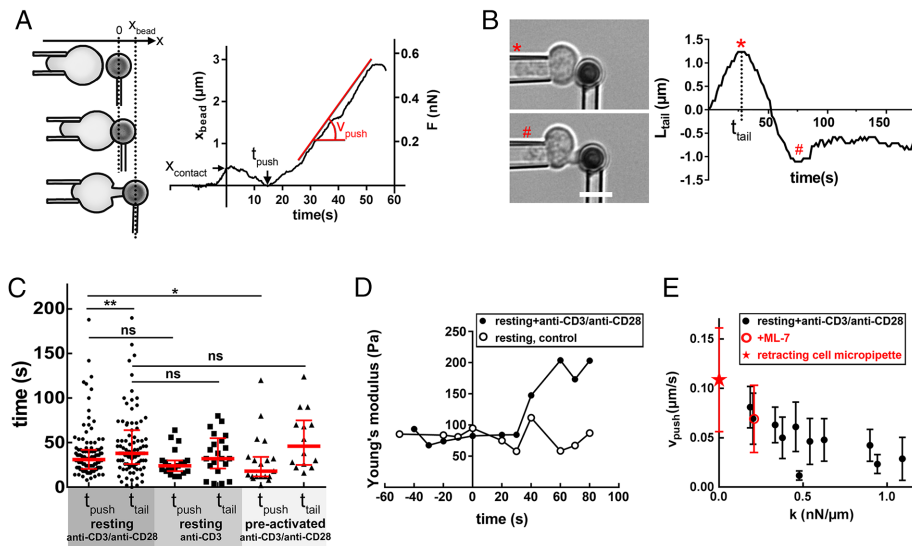 A
0
x_bead
x
x_bead (µm)
3
2
1
x_contact
t_push
v_push
0.6
0.4
0.2
F (nN)
-10 0 10 20 30 40 50 60
time(s)
B
*
#
L_tail (µm)
1.5
1.0
0.5
0.0
-0.5
-1.0
-1.5
*
50 100 150
t_tail
#
time(s)
C
time (s)
200
150
100
50
0
*
**
ns
ns
ns
t_push t_tail t_push t_tail t_push t_tail
resting resting pre-activated
anti-CD3/anti-CD28 anti-CD3 anti-CD3/anti-CD28
D
resting+anti-CD3/anti-CD28
resting, control
Young's modulus (Pa)
250
200
150
100
50
-60 -40 -20 0 20 40 60 80 100
time (s)
E
resting+anti-CD3/anti-CD28
+ML-7
retracting cell micropipette
v_push (µm/s)
0.15
0.10
0.05
0.00
0.0 0.5 1.0
k (nN/µm)